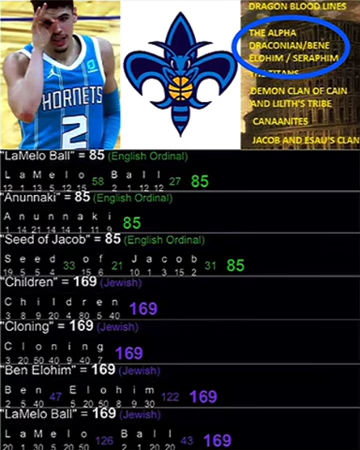 DRAGON BLOOD LINES
THE ALPHA
DRACONIAN/BENE
ELOHIM / SERAPHIM
THE TITANS
DEMON CLAN OF CAIN
AND LILITH'S TRIBE
CANAANITES
JACOB AND ESAU'S CLAN
HORNETS
2
"LaMelo Ball" = 85 (English Ordinal)
L a M e l o 58 B a l l 27 85
12 1 13 5 12 15 2 1 12 12
"Anunnaki" = 85 (English Ordinal)
A n u n n a k i 85
1 14 21 14 14 1 11 9
"Seed of Jacob" = 85 (English Ordinal)
S e e d 33 o f 21 J a c o b 31 85
19 5 5 4 15 6 10 1 3 15 2
"Children" = 169 (Jewish)
C h i l d r e n 169
3 8 9 20 4 80 5 40
"Cloning" = 169 (Jewish)
C l o n i n g 169
3 20 50 40 9 40 7
"Ben Elohim" = 169 (Jewish)
B e n 47 E l o h i m 122 169
2 5 40 5 20 50 8 9 30
"LaMelo Ball" = 169 (Jewish)
L a M e l o 126 B a l l 43 169
20 1 30 5 20 50 2 1 20 20